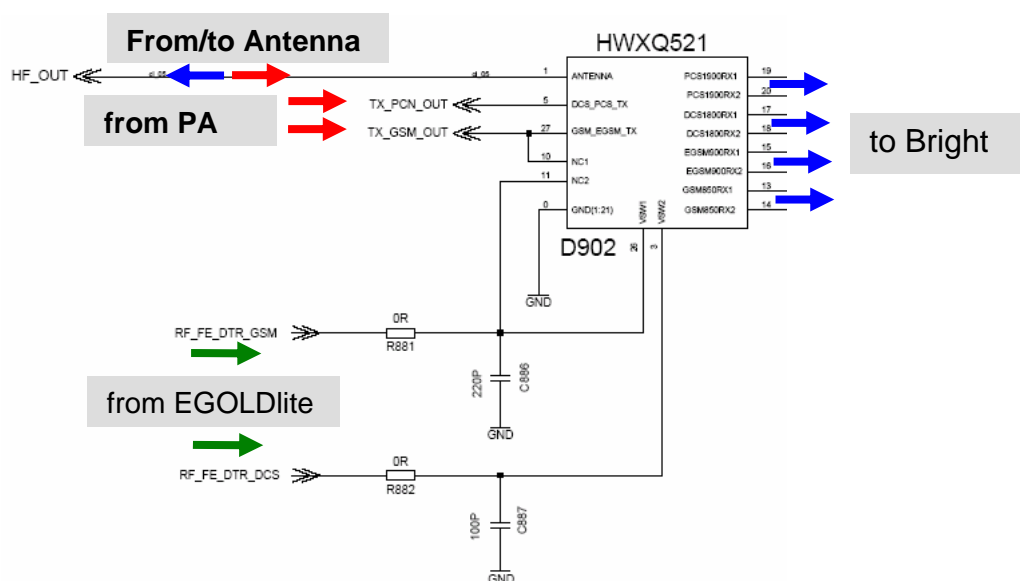 From/to Antenna
HWXQ521
HF_OUT
cl_05
cl_05
1
ANTENNA
PCS1900RX1
19
PCS1900RX2
20
from PA
TX_PCN_OUT
5
DCS_PCS_TX
DCS1800RX1
17
TX_GSM_OUT
27
GSM_EGSM_TX
DCS1800RX2
18
to Bright
10
NC1
EGSM900RX1
15
11
NC2
EGSM900RX2
16
GSM850RX1
13
0
GND(1:21)
GSM850RX2
14
VSW1
VSW2
D902
26
3
GND
RF_FE_DTR_GSM
0R
R881
220P
C886
from EGOLDlite
GND
RF_FE_DTR_DCS
0R
R882
100P
C887
GND